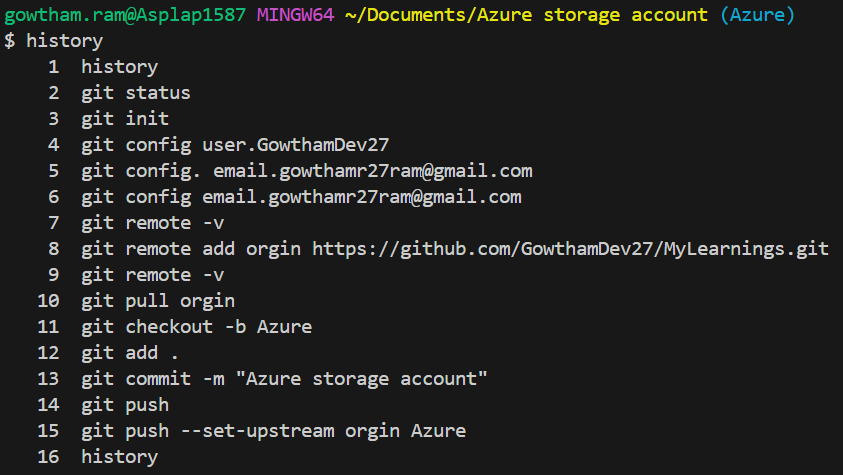 gowtham.ram@Asplap1587 MINGW64 ~/Documents/Azure storage account (Azure)
$ history
1 history
2 git status
3 git init
4 git config user.GowthamDev27
5 git config. email.gowthamr27ram@gmail.com
6 git config email.gowthamr27ram@gmail.com
7 git remote -v
8 git remote add orgin https://github.com/GowthamDev27/MyLearnings.git
9 git remote -v
10 git pull orgin
11 git checkout -b Azure
12 git add .
13 git commit -m "Azure storage account"
14 git push
15 git push --set-upstream orgin Azure
16 history